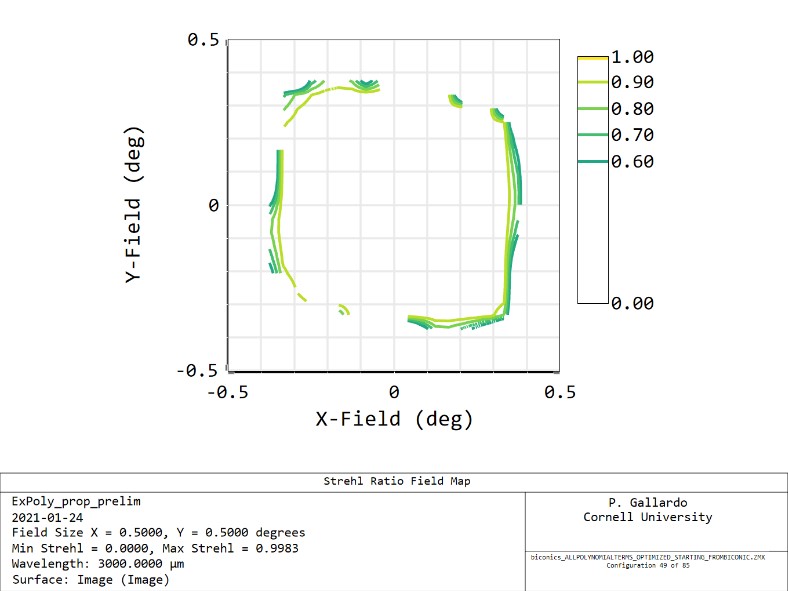 0.5
0
-0.5
Y-Field (deg)
-0.5
0
0.5
X-Field (deg)
1.00
0.90
0.80
0.70
0.60
0.00
Strehl Ratio Field Map
ExPoly_prop_prelim
2021-01-24
Field Size X = 0.5000, Y = 0.5000 degrees
Min Strehl = 0.0000, Max Strehl = 0.9983
Wavelength: 3000.0000 µm
Surface: Image (Image)
P. Gallardo
Cornell University
biconics_ALLPOLYNOMIALTERMS_OPTIMIZED_STARTING_FROMBICONIC.ZMX
Configuration 49 of 85